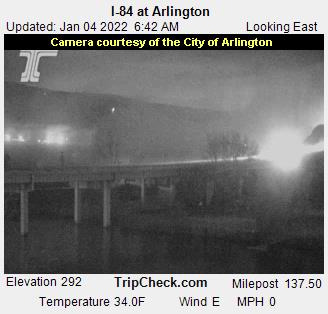 I-84 at Arlington
Updated: Jan 04 2022 6:42 AM Looking East
Camera courtesy of the City of Arlington
Elevation 292 TripCheck.com Milepost 137.50
Temperature 34.0F Wind E MPH 0